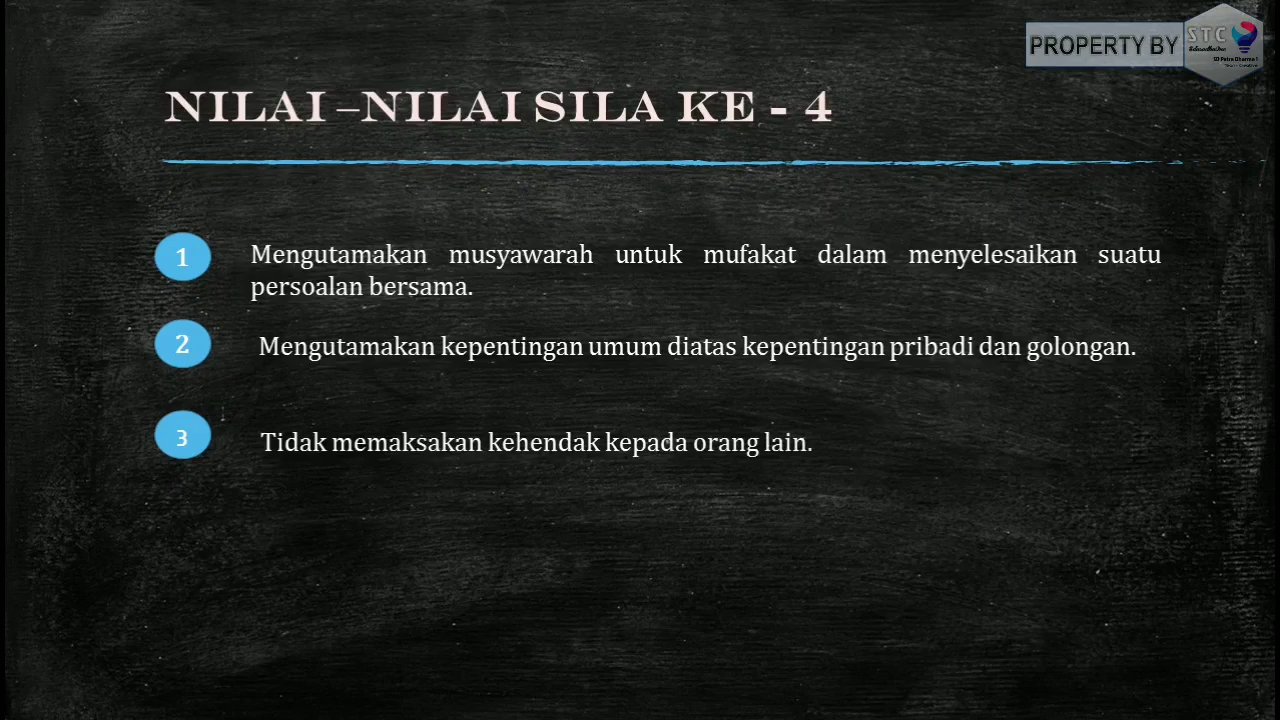 PROPERTY BY
STC
NILAI –NILAI SILA KE - 4
1
Mengutamakan musyawarah untuk mufakat dalam menyelesaikan suatu
persoalan bersama.
2
Mengutamakan kepentingan umum diatas kepentingan pribadi dan golongan.
3
Tidak memaksakan kehendak kepada orang lain.